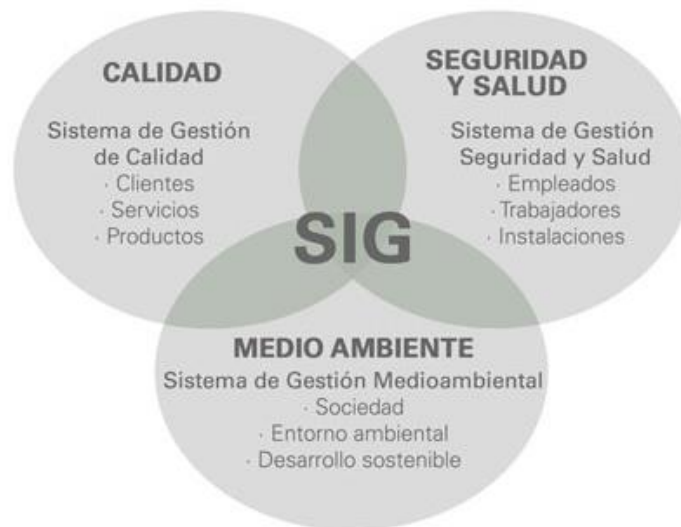 CALIDAD
Sistema de Gestión
de Calidad
· Clientes
· Servicios
· Productos
SEGURIDAD
Y SALUD
Sistema de Gestión
Seguridad y Salud
· Empleados
· Trabajadores
· Instalaciones
SIG
MEDIO AMBIENTE
Sistema de Gestión Medioambiental
· Sociedad
· Entorno ambiental
· Desarrollo sostenible